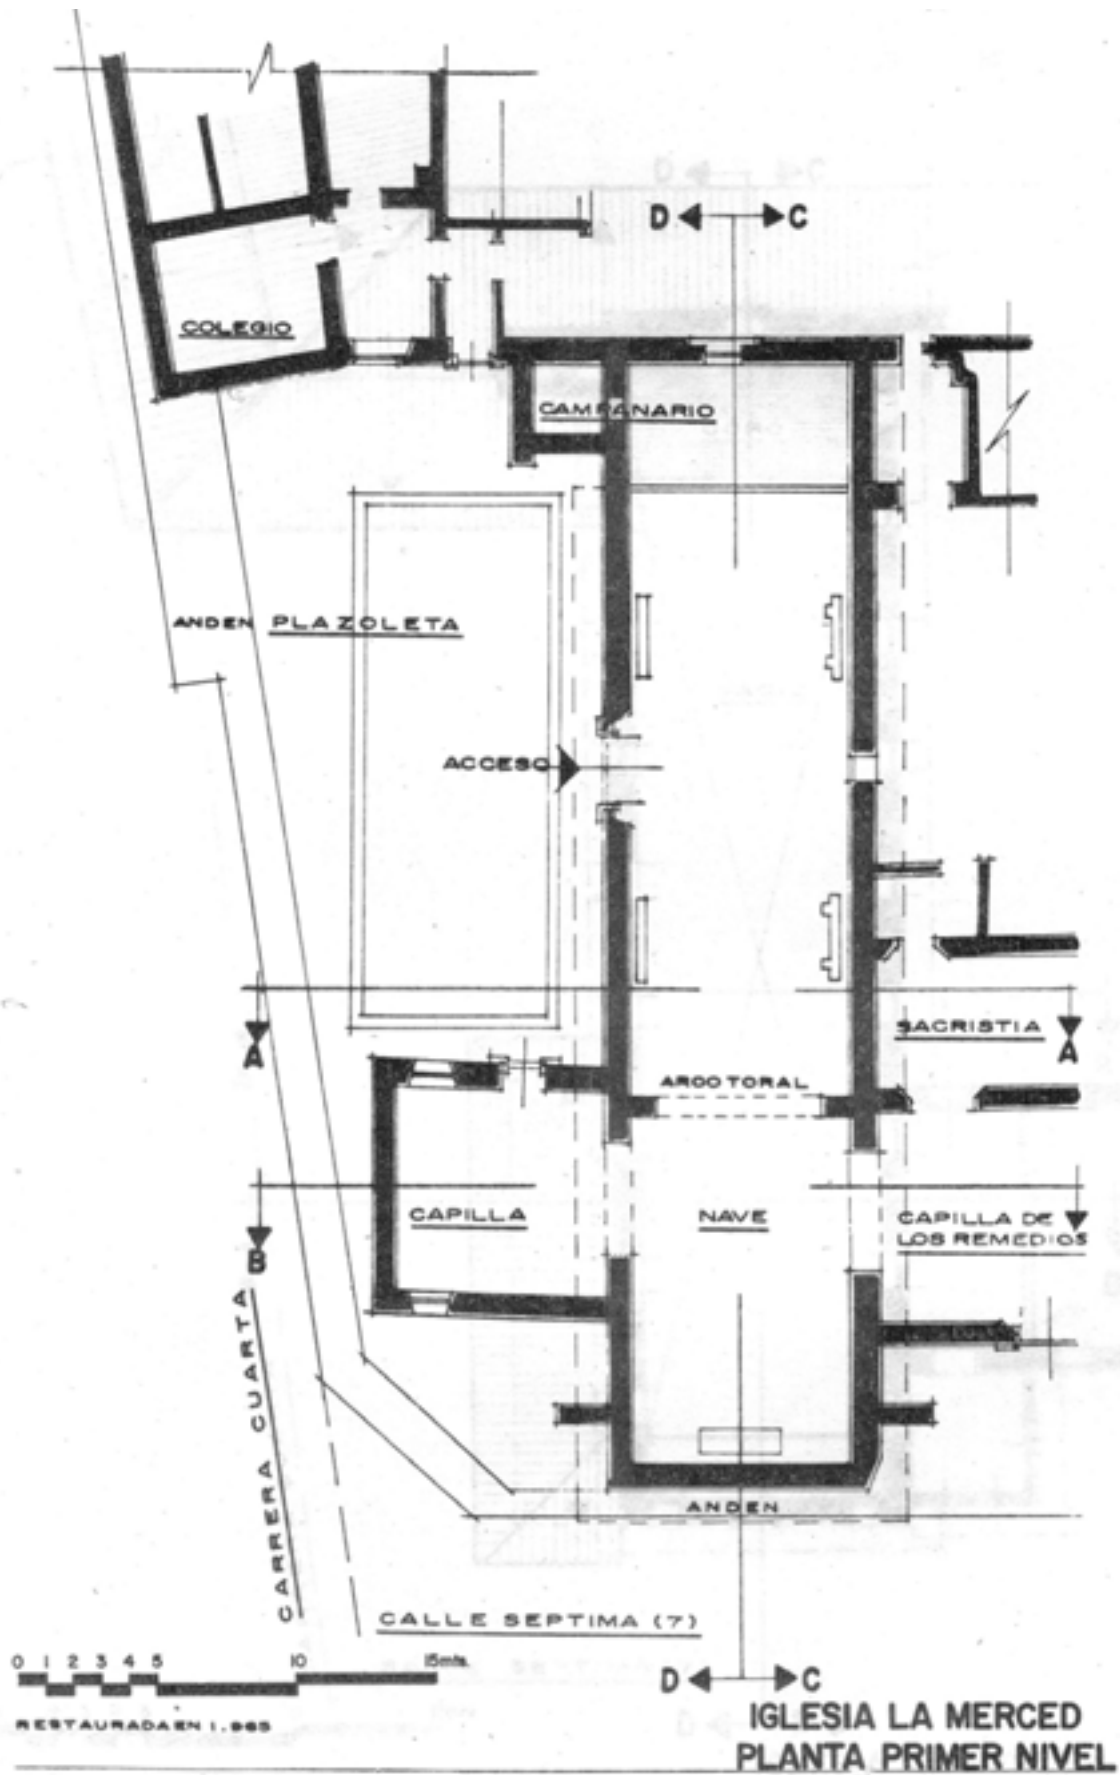 D C
COLEGIO
CAMPANARIO
ANDEN PLAZOLETA
ACCESO
SACRISTIA
A A
ARCO TORAL
CAPILLA
NAVE
CAPILLA DE
LOS REMEDIOS
B
CARRERA CUARTA
ANDEN
CALLE SEPTIMA (7)
0 1 2 3 4 5 10 15mts.
D C
RESTAURADA EN 1.965
IGLESIA LA MERCED
PLANTA PRIMER NIVEL